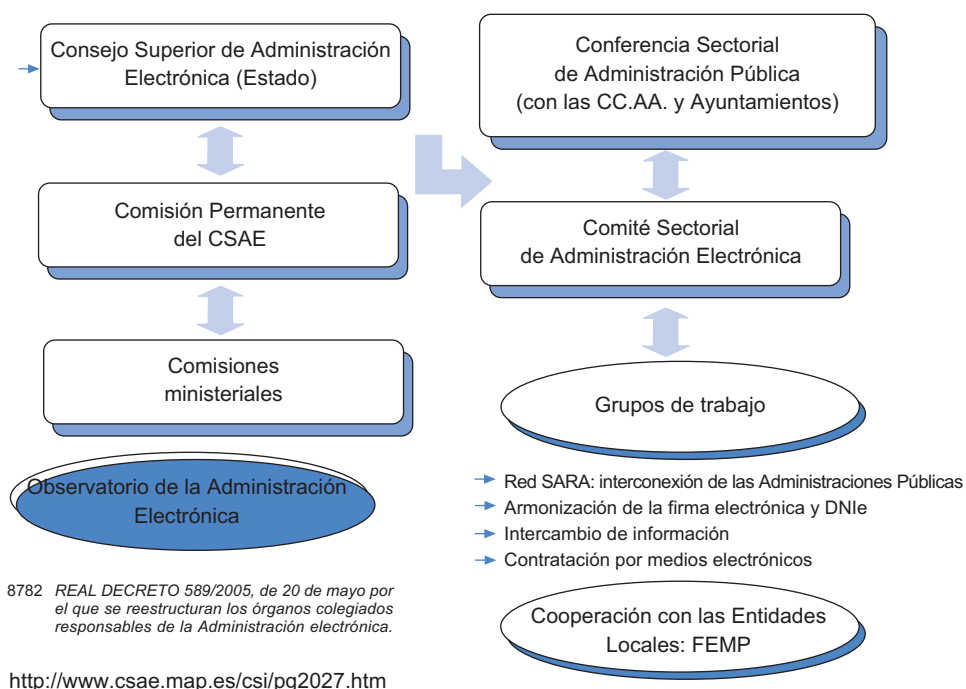 Consejo Superior de Administración
Electrónica (Estado)
Comisión Permanente
del CSAE
Comisiones
ministeriales
Observatorio de la Administración
Electrónica
8782 REAL DECRETO 589/2005, de 20 de mayo por
el que se reestructuran los órganos colegiados
responsables de la Administración electrónica.
http://www.csae.map.es/csi/pg2027.htm
Conferencia Sectorial
de Administración Pública
(con las CC.AA. y Ayuntamientos)
Comité Sectorial
de Administración Electrónica
Grupos de trabajo
Red SARA: interconexión de las Administraciones Públicas
Armonización de la firma electrónica y DNIe
Intercambio de información
Contratación por medios electrónicos
Cooperación con las Entidades
Locales: FEMP